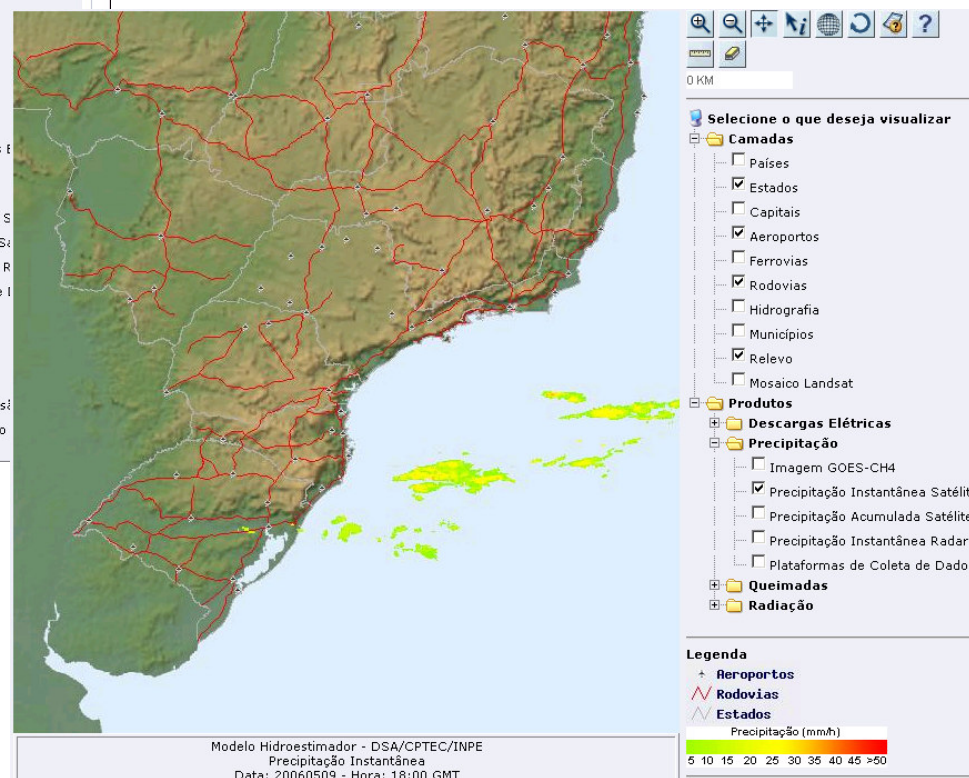 0 KM
Selecione o que deseja visualizar
Camadas
Países
Estados
Capitais
Aeroportos
Ferrovias
Rodovias
Hidrografia
Municípios
Relevo
Mosaico Landsat
Produtos
Descargas Elétricas
Precipitação
Imagem GOES-CH4
Precipitação Instantânea Satélit
Precipitação Acumulada Satélite
Precipitação Instantânea Radar
Plataformas de Coleta de Dado
Queimadas
Radiação
Legenda
Aeroportos
Rodovias
Estados
Precipitação (mm/h)
5 10 15 20 25 30 35 40 45 >50
Modelo Hidroestimador - DSA/CPTEC/INPE
Precipitação Instantânea
Data: 20060509 - Hora: 18:00 GMT